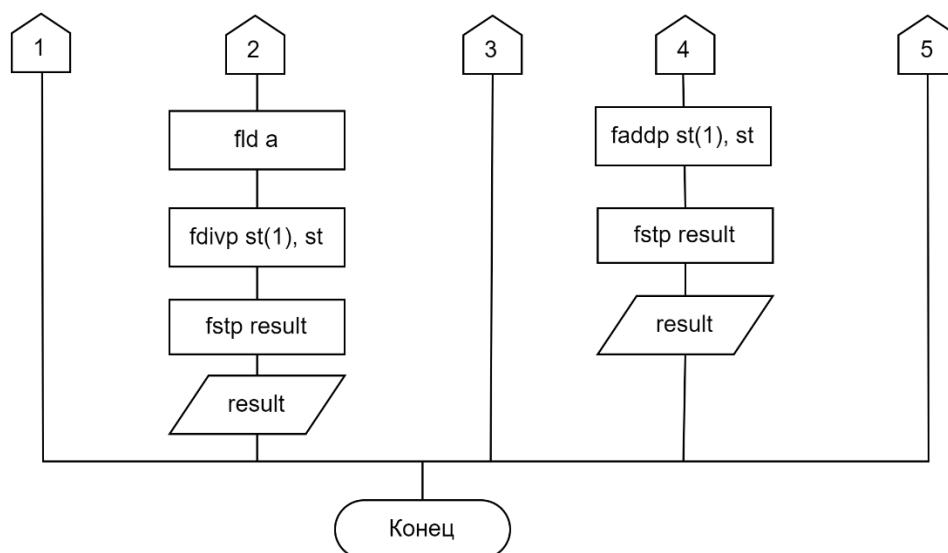 1
2
3
4
5
fld a
fdivp st(1), st
fstp result
result
faddp st(1), st
fstp result
result
Конец